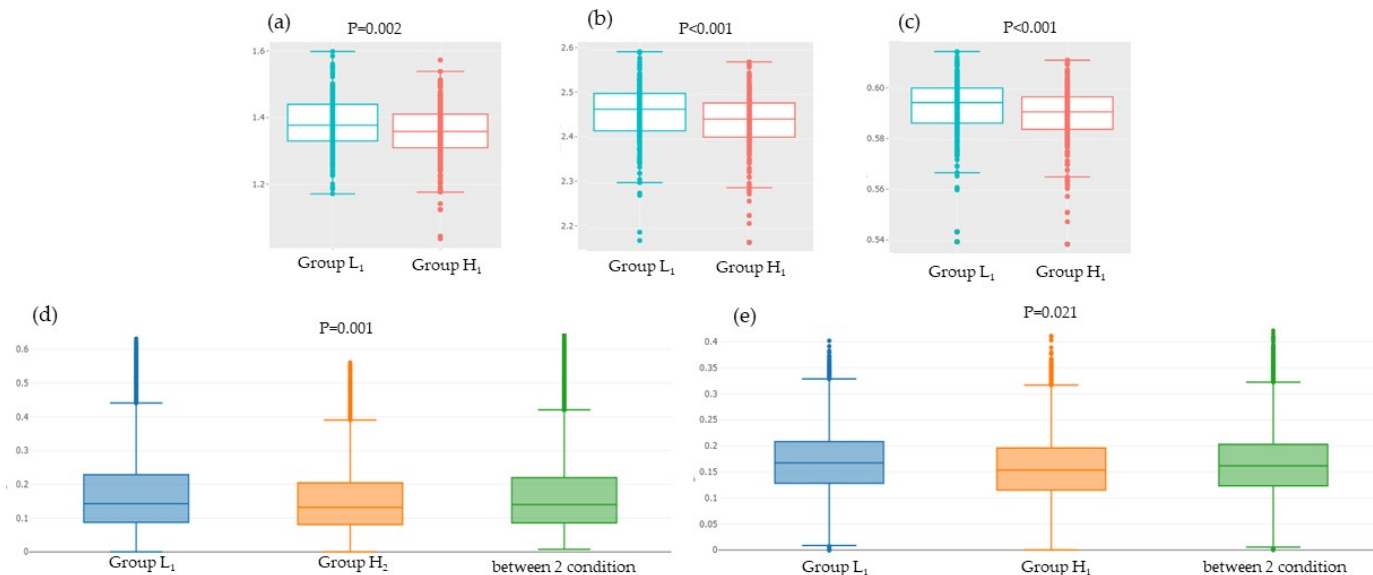 (a)
P=0.002
1.6
1.4
1.2
Group L₁
Group H₁
(b)
P<0.001
2.6
2.5
2.4
2.3
2.2
Group L₁
Group H₁
(c)
P<0.001
0.60
0.58
0.56
0.54
Group L₁
Group H₁
(d)
P=0.001
0.6
0.5
0.4
0.3
0.2
0.1
0
Group L₁
Group H₂
between 2 condition
(e)
P=0.021
0.4
0.35
0.3
0.25
0.2
0.15
0.1
0.05
0
Group L₁
Group H₁
between 2 condition